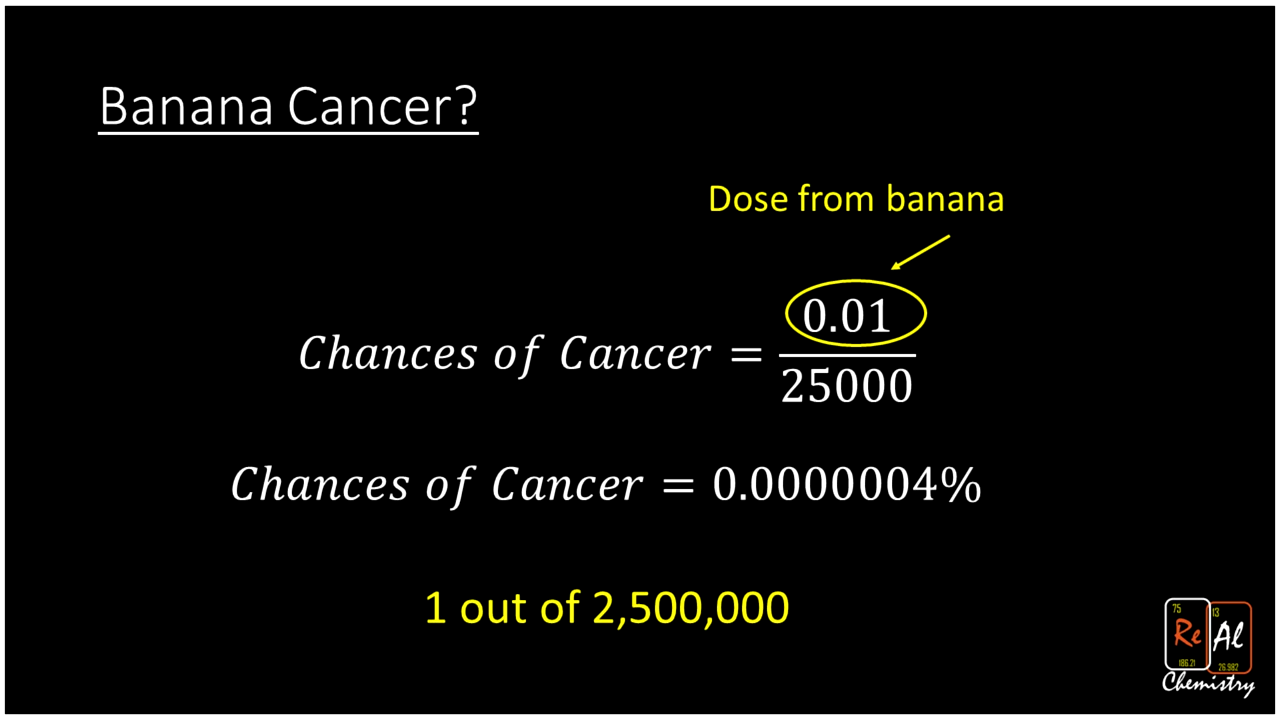 Banana Cancer?
Dose from banana
Chances of Cancer = 0.01
25000
Chances of Cancer = 0.0000004%
1 out of 2,500,000
75 13
Re Al
186.21 26.982
Chemistry